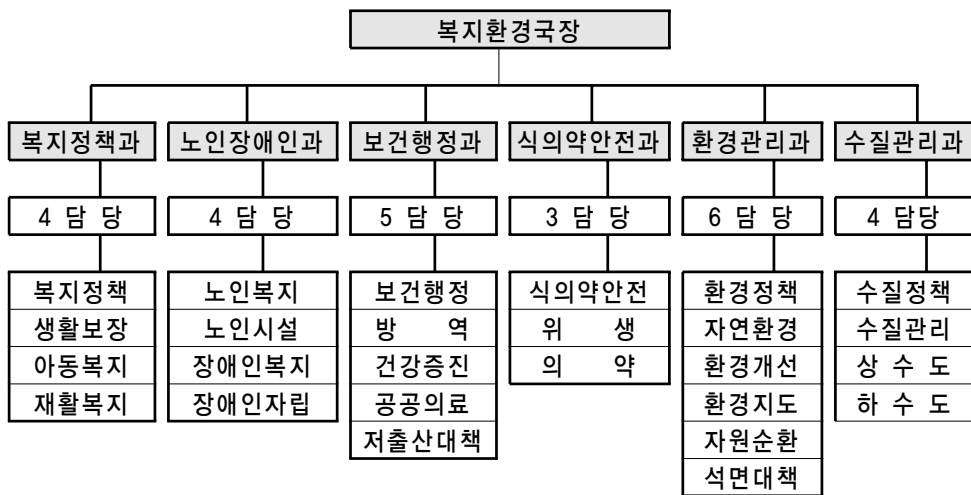 복지환경국장
복지정책과 노인장애인과 보건행정과 식의약안전과 환경관리과 수질관리과
4 담 당 4 담 당 5 담 당 3 담 당 6 담 당 4 담당
복지정책 노인복지 보건행정 식의약안전 환경정책 수질정책
생활보장 노인시설 방 역 위 생 자연환경 수질관리
아동복지 장애인복지 건강증진 의 약 환경개선 상 수 도
재활복지 장애인자립 공공의료 환경지도 하 수 도
저출산대책 자원순환
석면대책